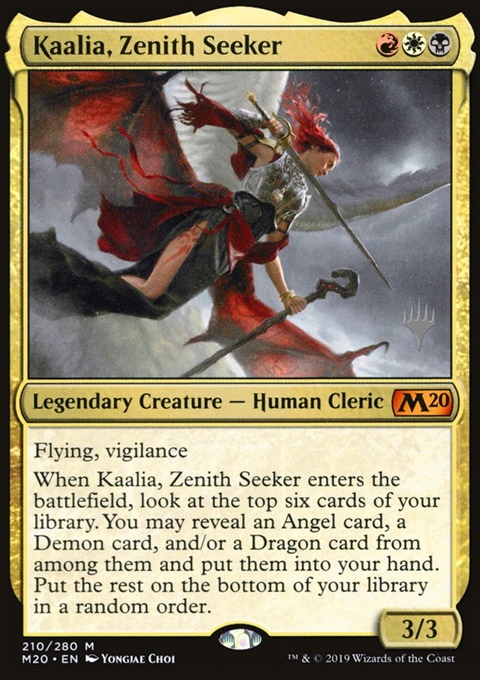 Kaalia, Zenith Seeker
Legendary Creature — Human Cleric
M20
Flying, vigilance
When Kaalia, Zenith Seeker enters the
battlefield, look at the top six cards of your
library. You may reveal an Angel card, a
Demon card, and/or a Dragon card from
among them and put them into your hand.
Put the rest on the bottom of your library
in a random order.
3/3
210/280 M
M20 • EN Yongjae Choi
™ & © 2019 Wizards of the Coast